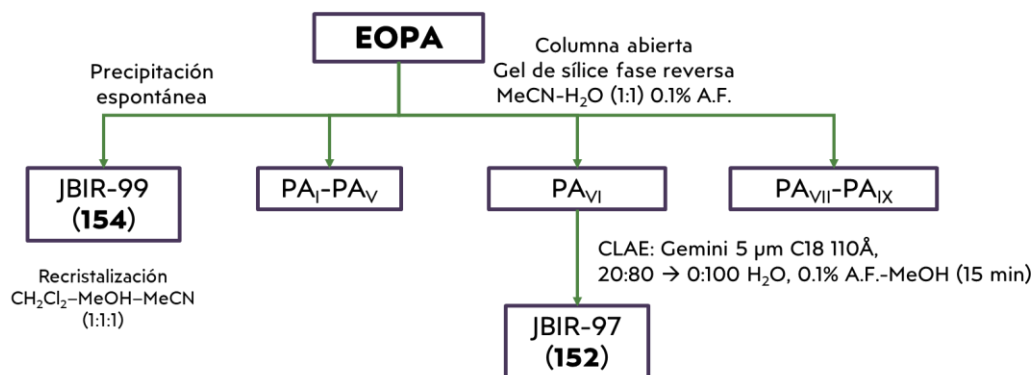 EOPA
Precipitación
espontánea
Columna abierta
Gel de sílice fase reversa
MeCN-H₂O (1:1) 0.1% A.F.
JBIR-99
(154)
PA_I-PA_V
PA_VI
PA_VII-PA_IX
Recristalización
CH₂Cl₂–MeOH–MeCN
(1:1:1)
CLAE: Gemini 5 µm C18 110Å,
20:80 → 0:100 H₂O, 0.1% A.F.-MeOH (15 min)
JBIR-97
(152)